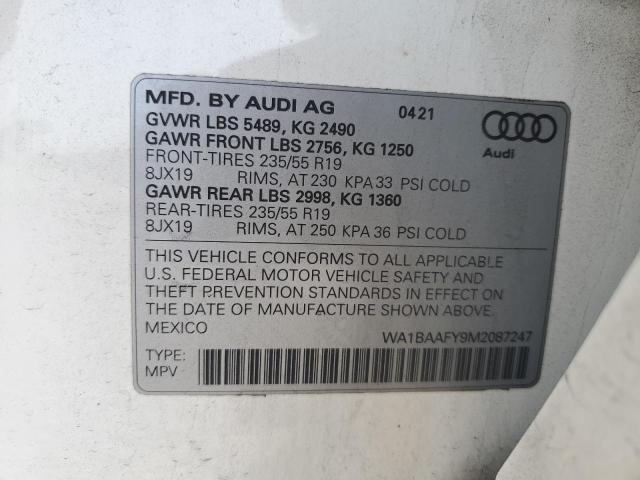 MFD. BY AUDI AG 04 21
GVWR LBS 5489, KG 2490
GAWR FRONT LBS 2756, KG 1250
FRONT-TIRES 235/55 R19
8JX19 RIMS, AT 230 KPA 33 PSI COLD
GAWR REAR LBS 2998, KG 1360
REAR-TIRES 235/55 R19
8JX19 RIMS, AT 250 KPA 36 PSI COLD
Audi
THIS VEHICLE CONFORMS TO ALL APPLICABLE
U.S. FEDERAL MOTOR VEHICLE SAFETY AND
THEFT PREVENTION STANDARDS IN EFFECT ON
THE DATE OF MANUFACTURE SHOWN ABOVE.
MEXICO
WA1BAAFY9M2087247
TYPE:
MPV